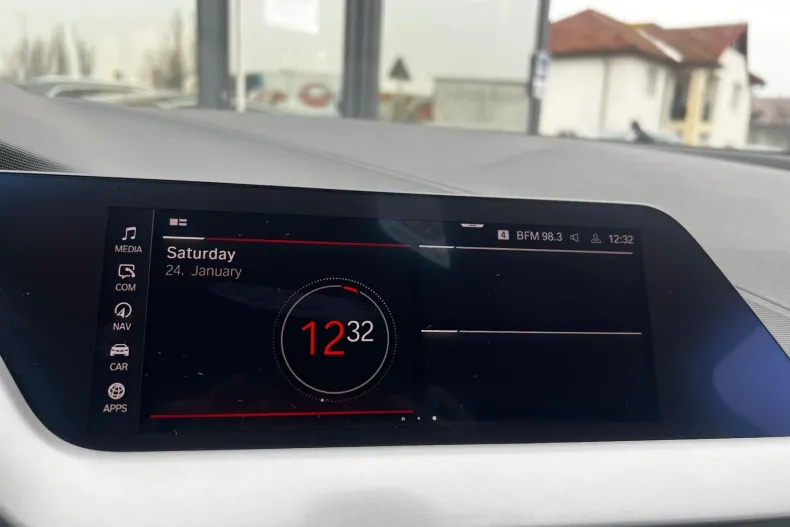 4 BFM 98.3 12:32
MEDIA
COM
NAV
CAR
APPS
Saturday
24. January
12 32